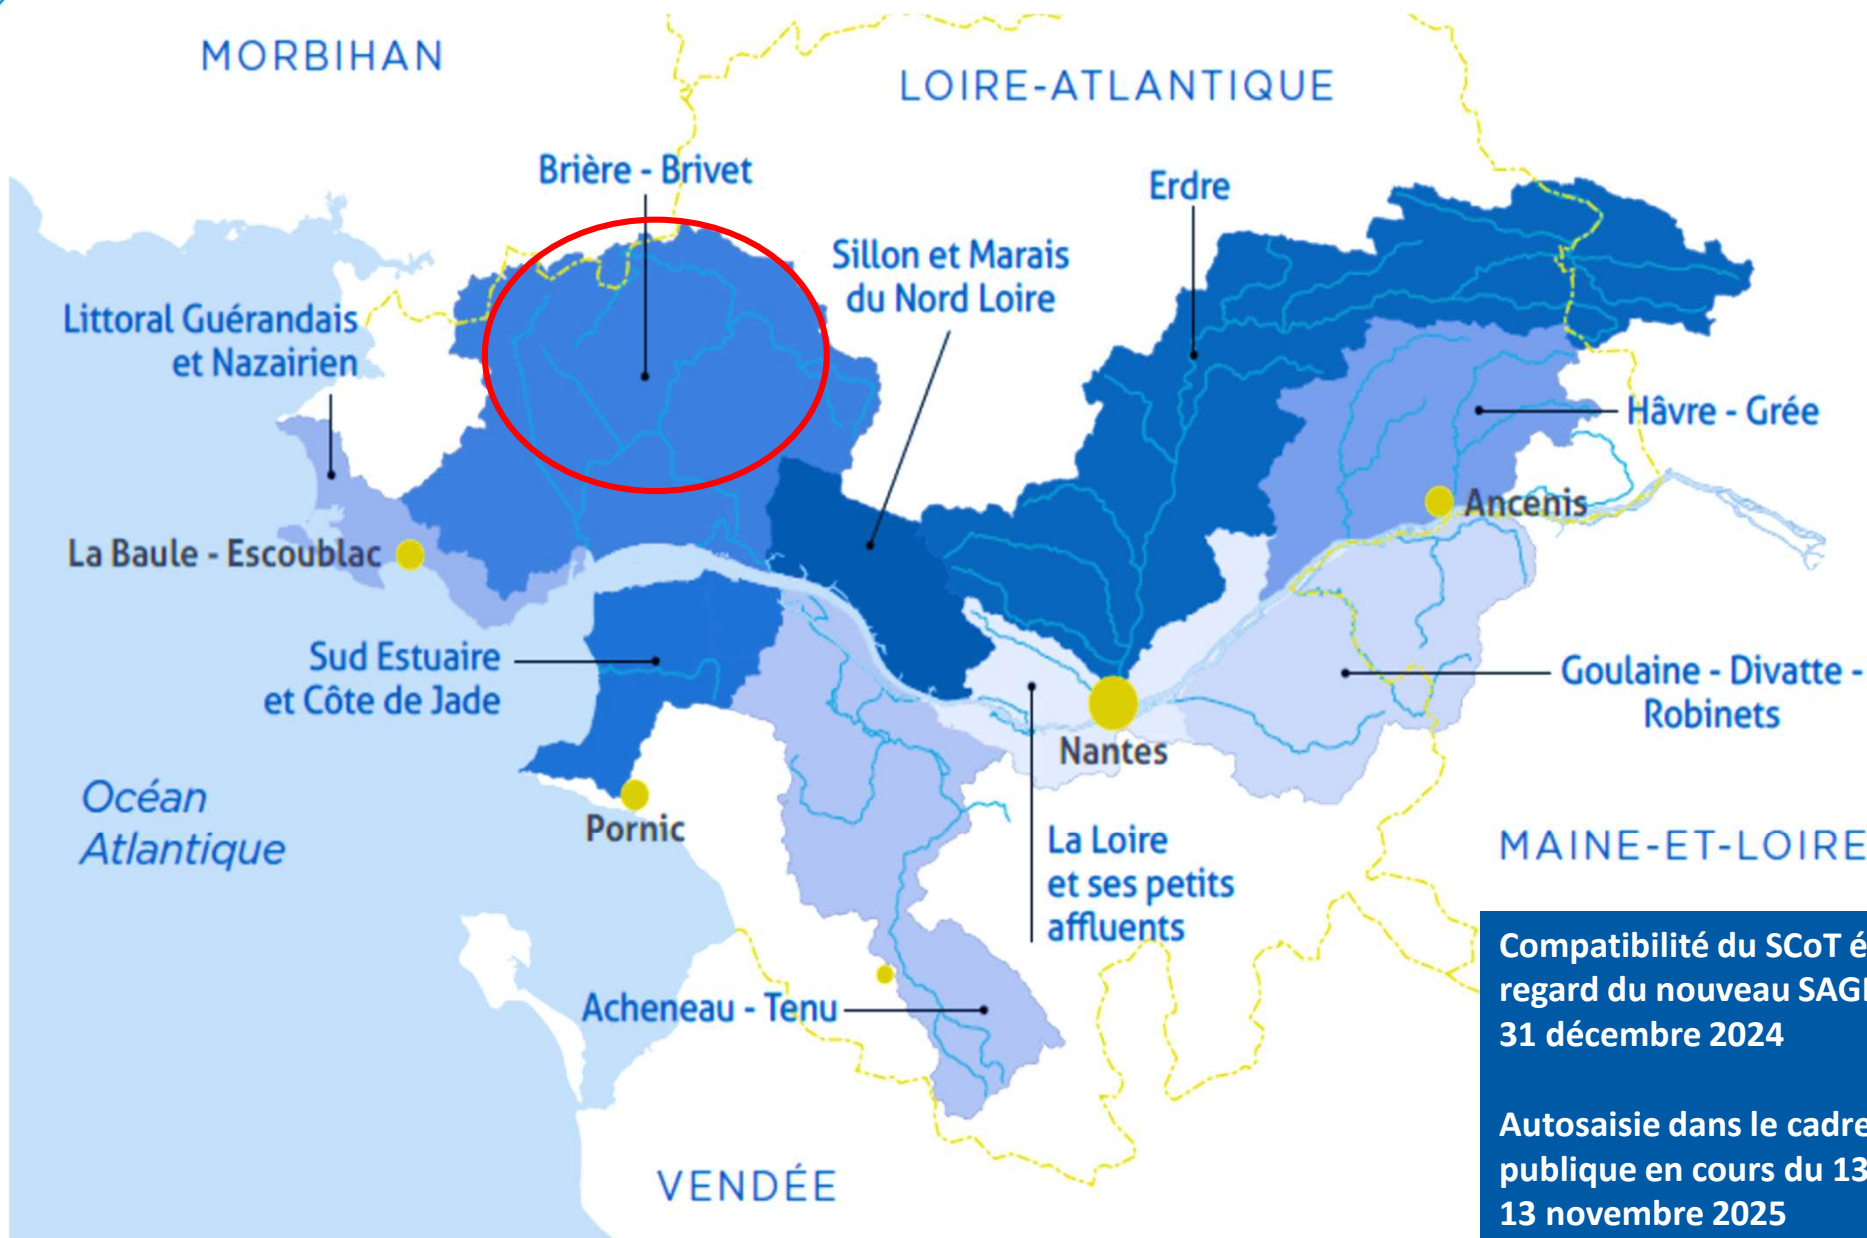 MORBIHAN
LOIRE-ATLANTIQUE
Brière - Brivet
Erdre
Sillon et Marais
du Nord Loire
Littoral Guérandais
et Nazairien
Hâvre - Grée
Ancenis
La Baule - Escoublac
Sud Estuaire
et Côte de Jade
Goulaine - Divatte -
Robinets
Nantes
Océan
Atlantique
Pornic
La Loire
et ses petits
affluents
MAINE-ET-LOIRE
Acheneau - Tenu
VENDÉE
Compatibilité du SCoT é
regard du nouveau SAG
31 décembre 2024
Autosaisie dans le cadre
publique en cours du 13
13 novembre 2025